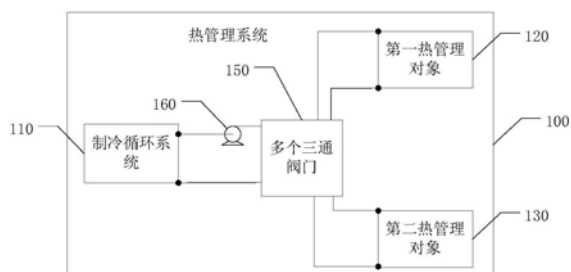 热管理系统
120
150
第一热管理
对象
160
110
100
制冷循环系
统
多个三通
阀门
第二热管理
对象
130